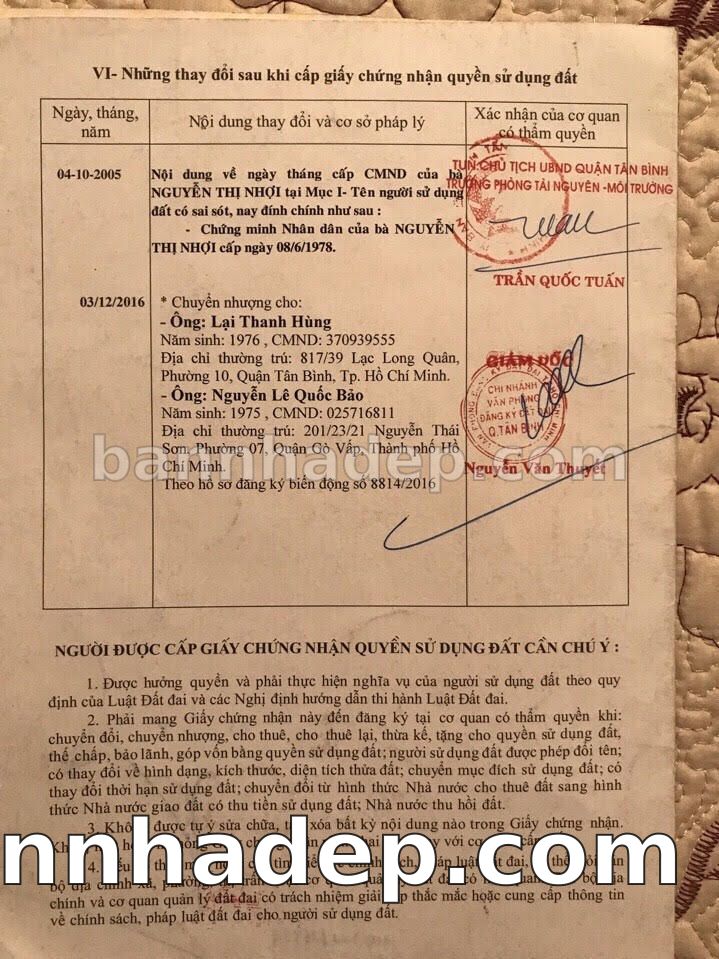 VI- Những thay đổi sau khi cấp giấy chứng nhận quyền sử dụng đất
Ngày, tháng, năm
Nội dung thay đổi và cơ sở pháp lý
Xác nhận của cơ quan có thẩm quyền
04-10-2005
Nội dung về ngày tháng cấp CMND của bà
NGUYỄN THỊ NHỢI tại Mục I- Tên người sử dụng
đất có sai sót, nay đính chính như sau :
- Chứng minh Nhân dân của bà NGUYỄN
THỊ NHỢI cấp ngày 08/6/1978.
TUN.CHỦ TỊCH UBND QUẬN TÂN BÌNH
TRƯỞNG PHÒNG TÀI NGUYÊN -MÔI TRƯỜNG
TRẦN QUỐC TUẤN
03/12/2016
* Chuyển nhượng cho:
- Ông: Lại Thanh Hùng
Năm sinh: 1976 , CMND: 370939555
Địa chỉ thường trú: 817/39 Lạc Long Quân,
Phường 10, Quận Tân Bình, Tp. Hồ Chí Minh.
- Ông: Nguyễn Lê Quốc Bảo
Năm sinh: 1975 , CMND: 025716811
Địa chỉ thường trú: 201/23/21 Nguyễn Thái
Sơn, Phường 07, Quận Gò Vấp, Thành phố Hồ
Chí Minh.
Theo hồ sơ đăng ký biến động số 8814/2016
GIÁM ĐỐC
CHI NHÁNH
VĂN PHÒNG
ĐĂNG KÝ ĐẤT ĐAI
Q.TÂN BÌNH
Nguyễn Văn Thuyết
bannhadep.com
NGƯỜI ĐƯỢC CẤP GIẤY CHỨNG NHẬN QUYỀN SỬ DỤNG ĐẤT CẦN CHÚ Ý :
1. Được hưởng quyền và phải thực hiện nghĩa vụ của người sử dụng đất theo quy
định của Luật Đất đai và các Nghị định hướng dẫn thi hành Luật Đất đai.
2. Phải mang Giấy chứng nhận này đến đăng ký tại cơ quan có thẩm quyền khi:
chuyển đổi, chuyển nhượng, cho thuê, cho thuê lại, thừa kế, tặng cho quyền sử dụng đất,
thế chấp, bảo lãnh, góp vốn bằng quyền sử dụng đất; người sử dụng đất được phép đổi tên;
có thay đổi về hình dạng, kích thước, diện tích thửa đất; chuyển mục đích sử dụng đất; có
thay đổi thời hạn sử dụng đất; chuyển đổi từ hình thức Nhà nước cho thuê đất sang hình
thức Nhà nước giao đất có thu tiền sử dụng đất; Nhà nước thu hồi đất.
3. Không được tự ý sửa chữa, tẩy xóa bất kỳ nội dung nào trong Giấy chứng nhận.
nnhadep.com
chính và cơ quan quản lý đất đai có trách nhiệm giải đáp thắc mắc hoặc cung cấp thông tin
về chính sách, pháp luật đất đai cho người sử dụng đất.